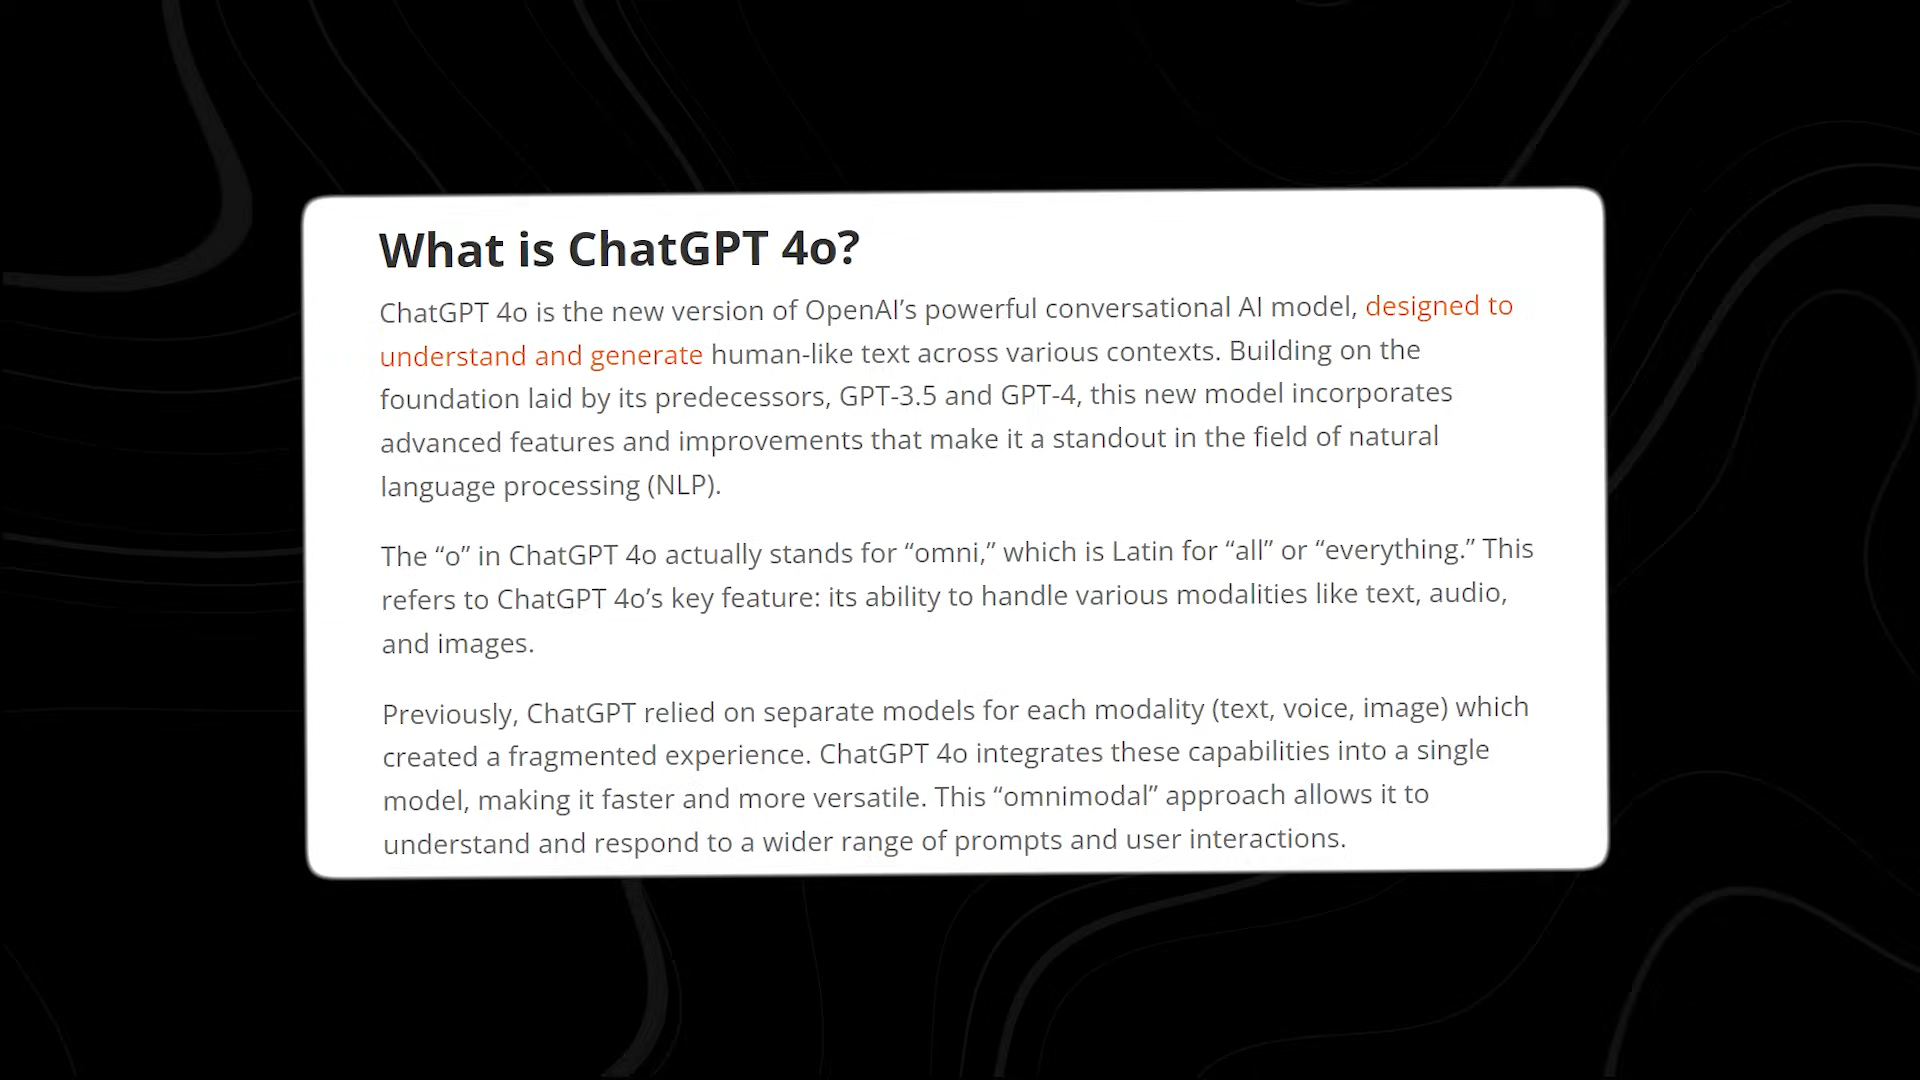 What is ChatGPT 4o?
ChatGPT 4o is the new version of OpenAI’s powerful conversational AI model, designed to
understand and generate human-like text across various contexts. Building on the
foundation laid by its predecessors, GPT-3.5 and GPT-4, this new model incorporates
advanced features and improvements that make it a standout in the field of natural
language processing (NLP).
The “o” in ChatGPT 4o actually stands for “omni,” which is Latin for “all” or “everything.” This
refers to ChatGPT 4o’s key feature: its ability to handle various modalities like text, audio,
and images.
Previously, ChatGPT relied on separate models for each modality (text, voice, image) which
created a fragmented experience. ChatGPT 4o integrates these capabilities into a single
model, making it faster and more versatile. This “omnimodal” approach allows it to
understand and respond to a wider range of prompts and user interactions.